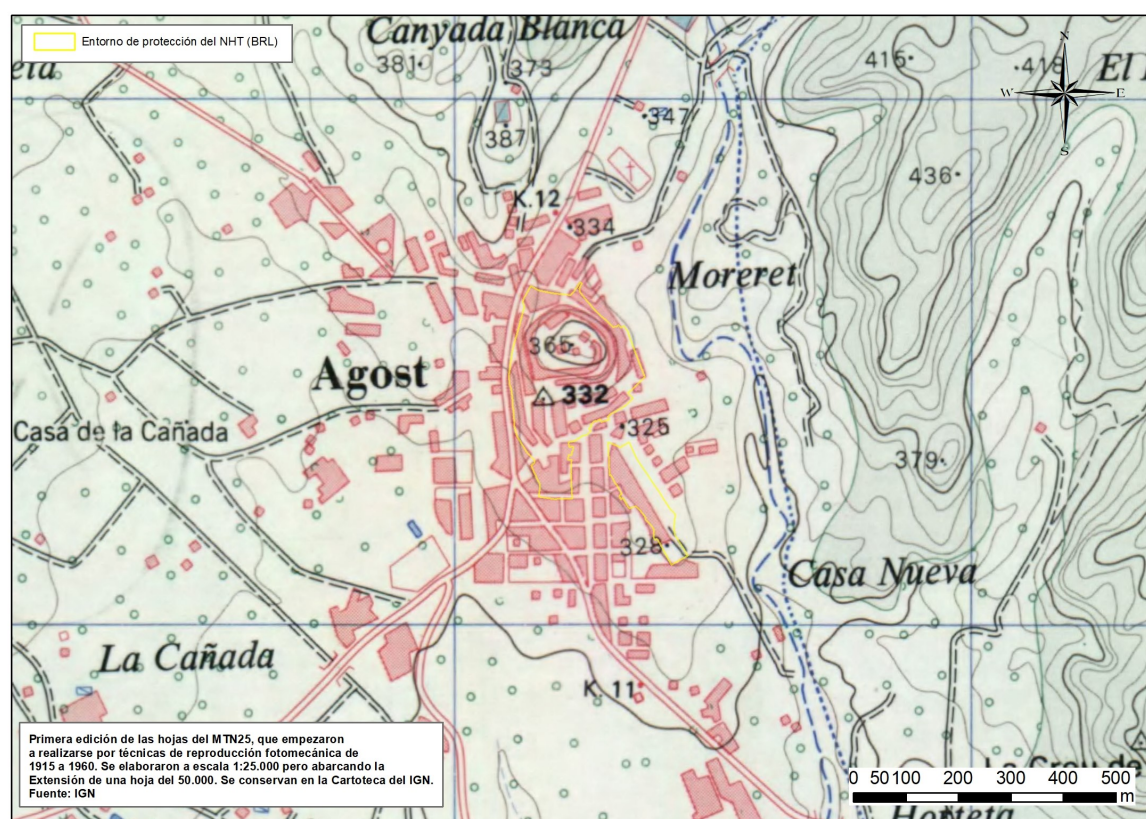 Entorno de protección del NHT (BRL)
Canyada Blanca
381
373
415
418
eta
El
N
W
E
S
387
347
436
K.12
334
Moreret
365
Agost
332
325
Casa de la Cañada
379
328
Casa Nueva
La Cañada
K. 11
Primera edición de las hojas del MTN25, que empezaron
a realizarse por técnicas de reproducción fotomecánica de
1915 a 1960. Se elaboraron a escala 1:25.000 pero abarcando la
Extensión de una hoja del 50.000. Se conservan en la Cartoteca del IGN.
Fuente: IGN
0 50 100 200 300 400 500
m
Horteta